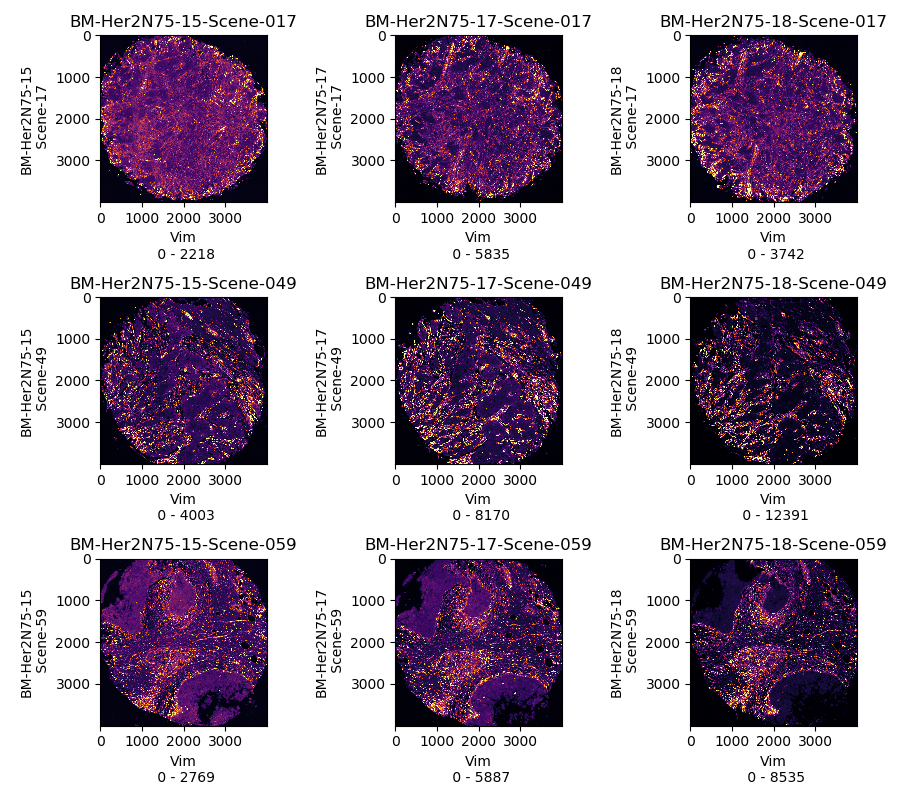 BM-Her2N75-15-Scene-017
BM-Her2N75-17-Scene-017
BM-Her2N75-18-Scene-017
BM-Her2N75-15
Scene-17
0
1000
2000
3000
0 1000 2000 3000
Vim
0 - 2218
BM-Her2N75-17
Scene-17
0
1000
2000
3000
0 1000 2000 3000
Vim
0 - 5835
BM-Her2N75-18
Scene-17
0
1000
2000
3000
0 1000 2000 3000
Vim
0 - 3742
BM-Her2N75-15-Scene-049
BM-Her2N75-17-Scene-049
BM-Her2N75-18-Scene-049
BM-Her2N75-15
Scene-49
0
1000
2000
3000
0 1000 2000 3000
Vim
0 - 4003
BM-Her2N75-17
Scene-49
0
1000
2000
3000
0 1000 2000 3000
Vim
0 - 8170
BM-Her2N75-18
Scene-49
0
1000
2000
3000
0 1000 2000 3000
Vim
0 - 12391
BM-Her2N75-15-Scene-059
BM-Her2N75-17-Scene-059
BM-Her2N75-18-Scene-059
BM-Her2N75-15
Scene-59
0
1000
2000
3000
0 1000 2000 3000
Vim
0 - 2769
BM-Her2N75-17
Scene-59
0
1000
2000
3000
0 1000 2000 3000
Vim
0 - 5887
BM-Her2N75-18
Scene-59
0
1000
2000
3000
0 1000 2000 3000
Vim
0 - 8535